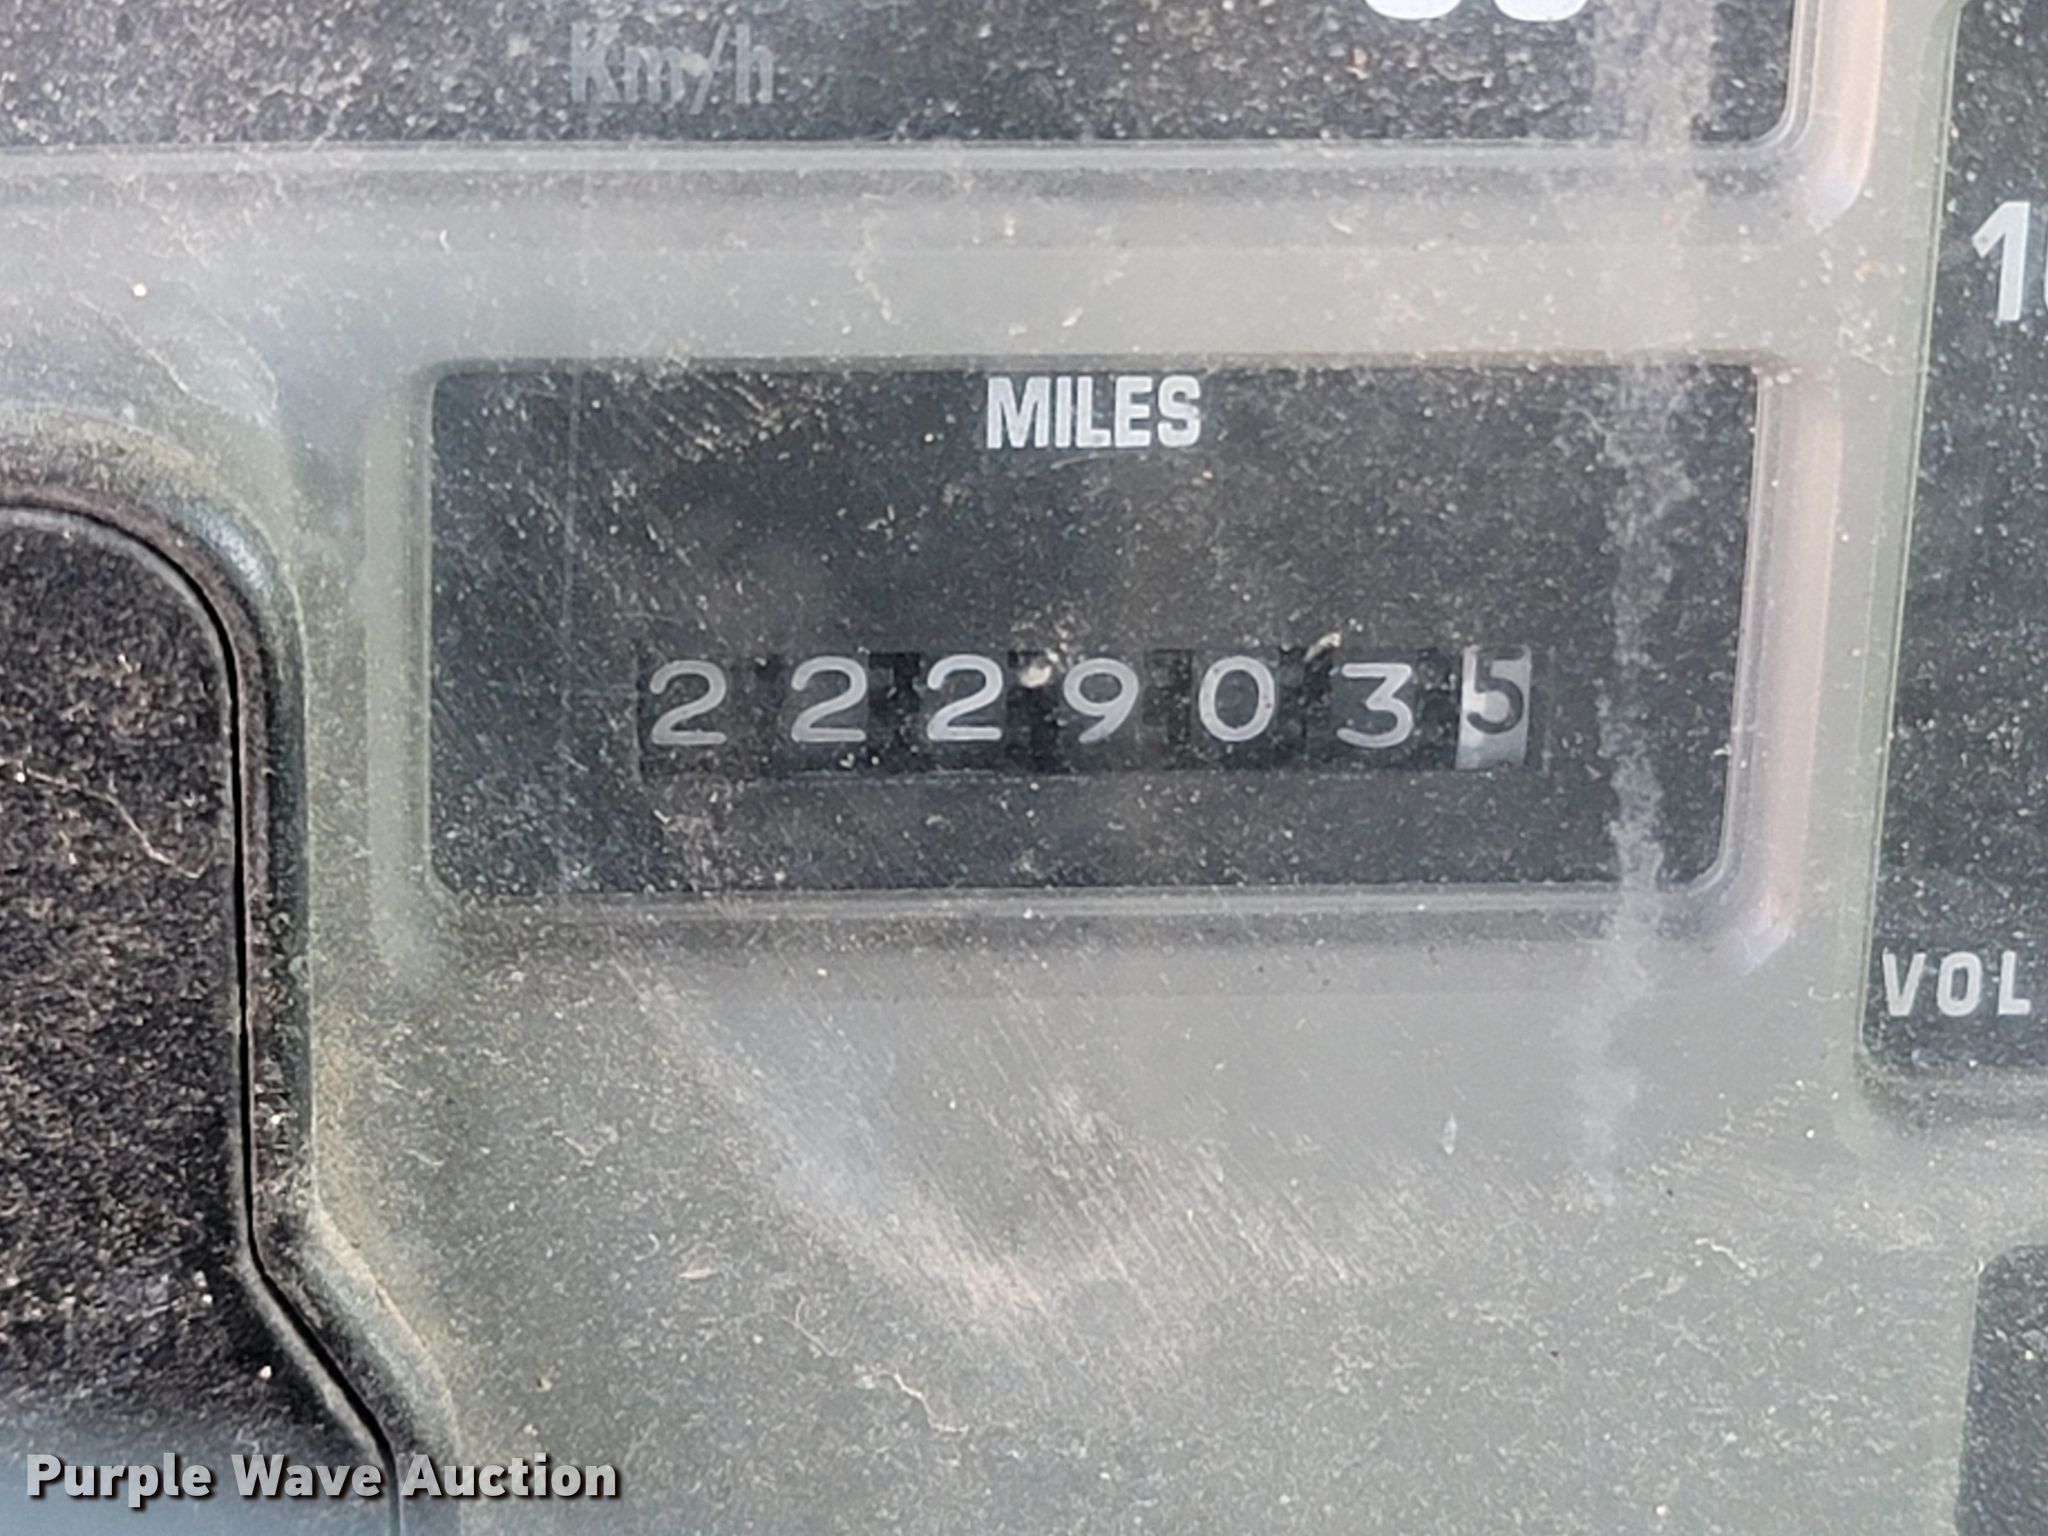 Km/h
MILES
2229035
VOL
Purple Wave Auction